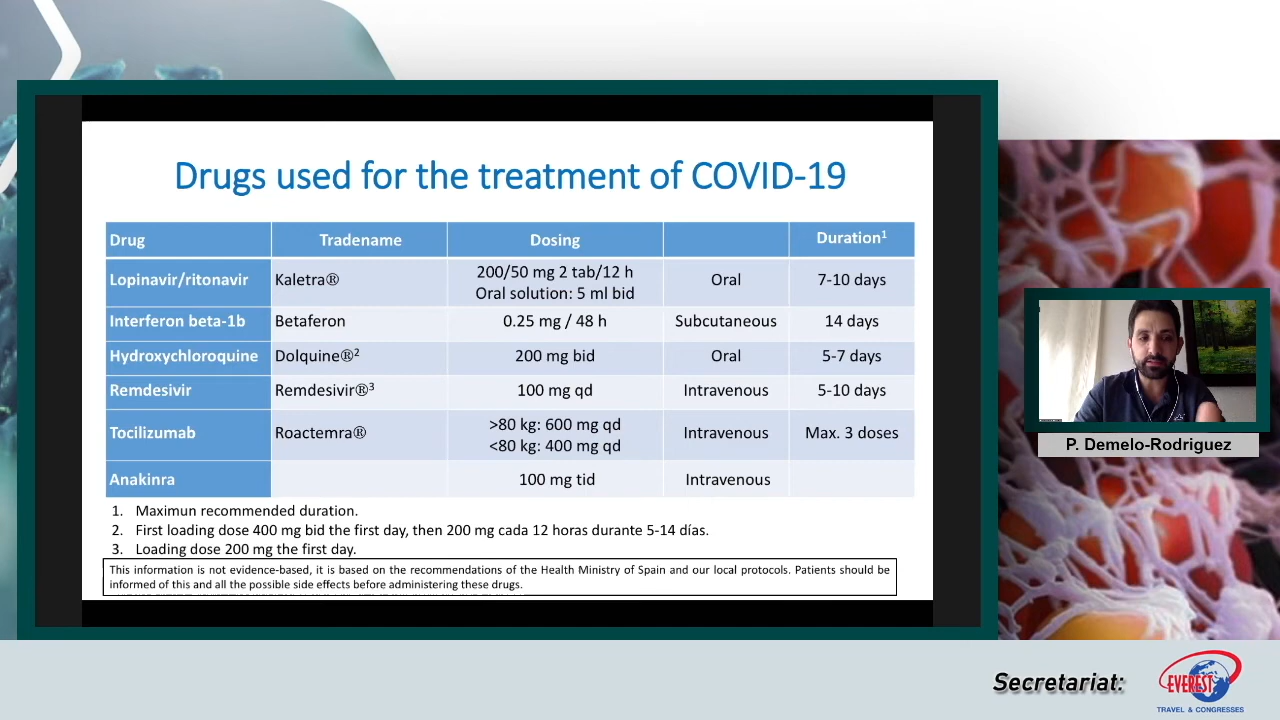 Drugs used for the treatment of COVID-19
Drug Tradename Dosing Duration1
Lopinavir/ritonavir Kaletra® 200/50 mg 2 tab/12 h Oral solution: 5 ml bid Oral 7-10 days
Interferon beta-1b Betaferon 0.25 mg / 48 h Subcutaneous 14 days
Hydroxychloroquine Dolquine®2 200 mg bid Oral 5-7 days
Remdesivir Remdesivir®3 100 mg qd Intravenous 5-10 days
Tocilizumab Roactemra® >80 kg: 600 mg qd <80 kg: 400 mg qd Intravenous Max. 3 doses
Anakinra 100 mg tid Intravenous
1. Maximun recommended duration.
2. First loading dose 400 mg bid the first day, then 200 mg cada 12 horas durante 5-14 días.
3. Loading dose 200 mg the first day.
This information is not evidence-based, it is based on the recommendations of the Health Ministry of Spain and our local protocols. Patients should be
informed of this and all the possible side effects before administering these drugs.
P. Demelo-Rodriguez
Secretariat:
EVEREST
TRAVEL & CONGRESSES